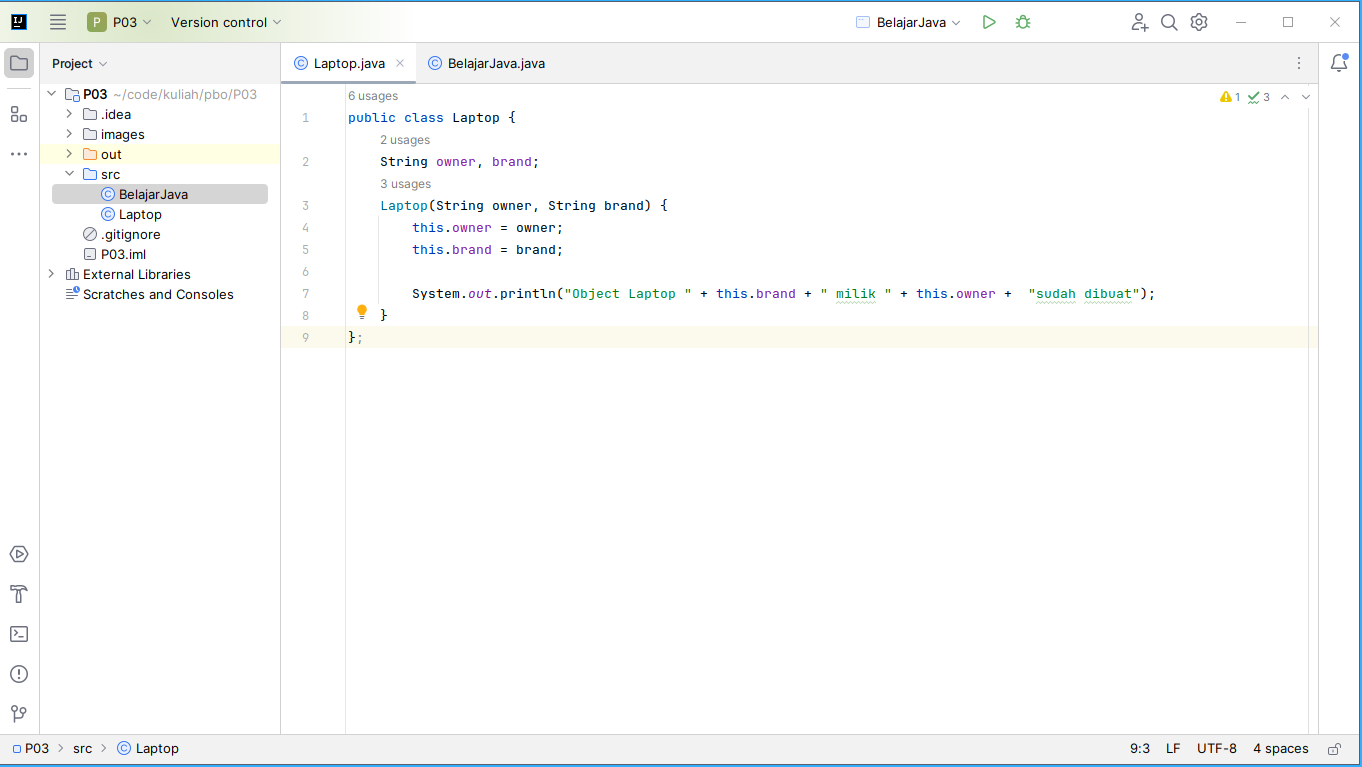 IJ
P P03 Version control BelajarJava
Project
Laptop.java BelajarJava.java
P03 ~/code/kuliah/pbo/P03
.idea
images
out
src
BelajarJava
Laptop
.gitignore
P03.iml
External Libraries
Scratches and Consoles
6 usages
1 3
1 public class Laptop {
2 usages
2 String owner, brand;
3 usages
3 Laptop(String owner, String brand) {
4 this.owner = owner;
5 this.brand = brand;
6
7 System.out.println("Object Laptop " + this.brand + " milik " + this.owner +  "sudah dibuat");
8 }
9 };
P03 src Laptop
9:3 LF UTF-8 4 spaces